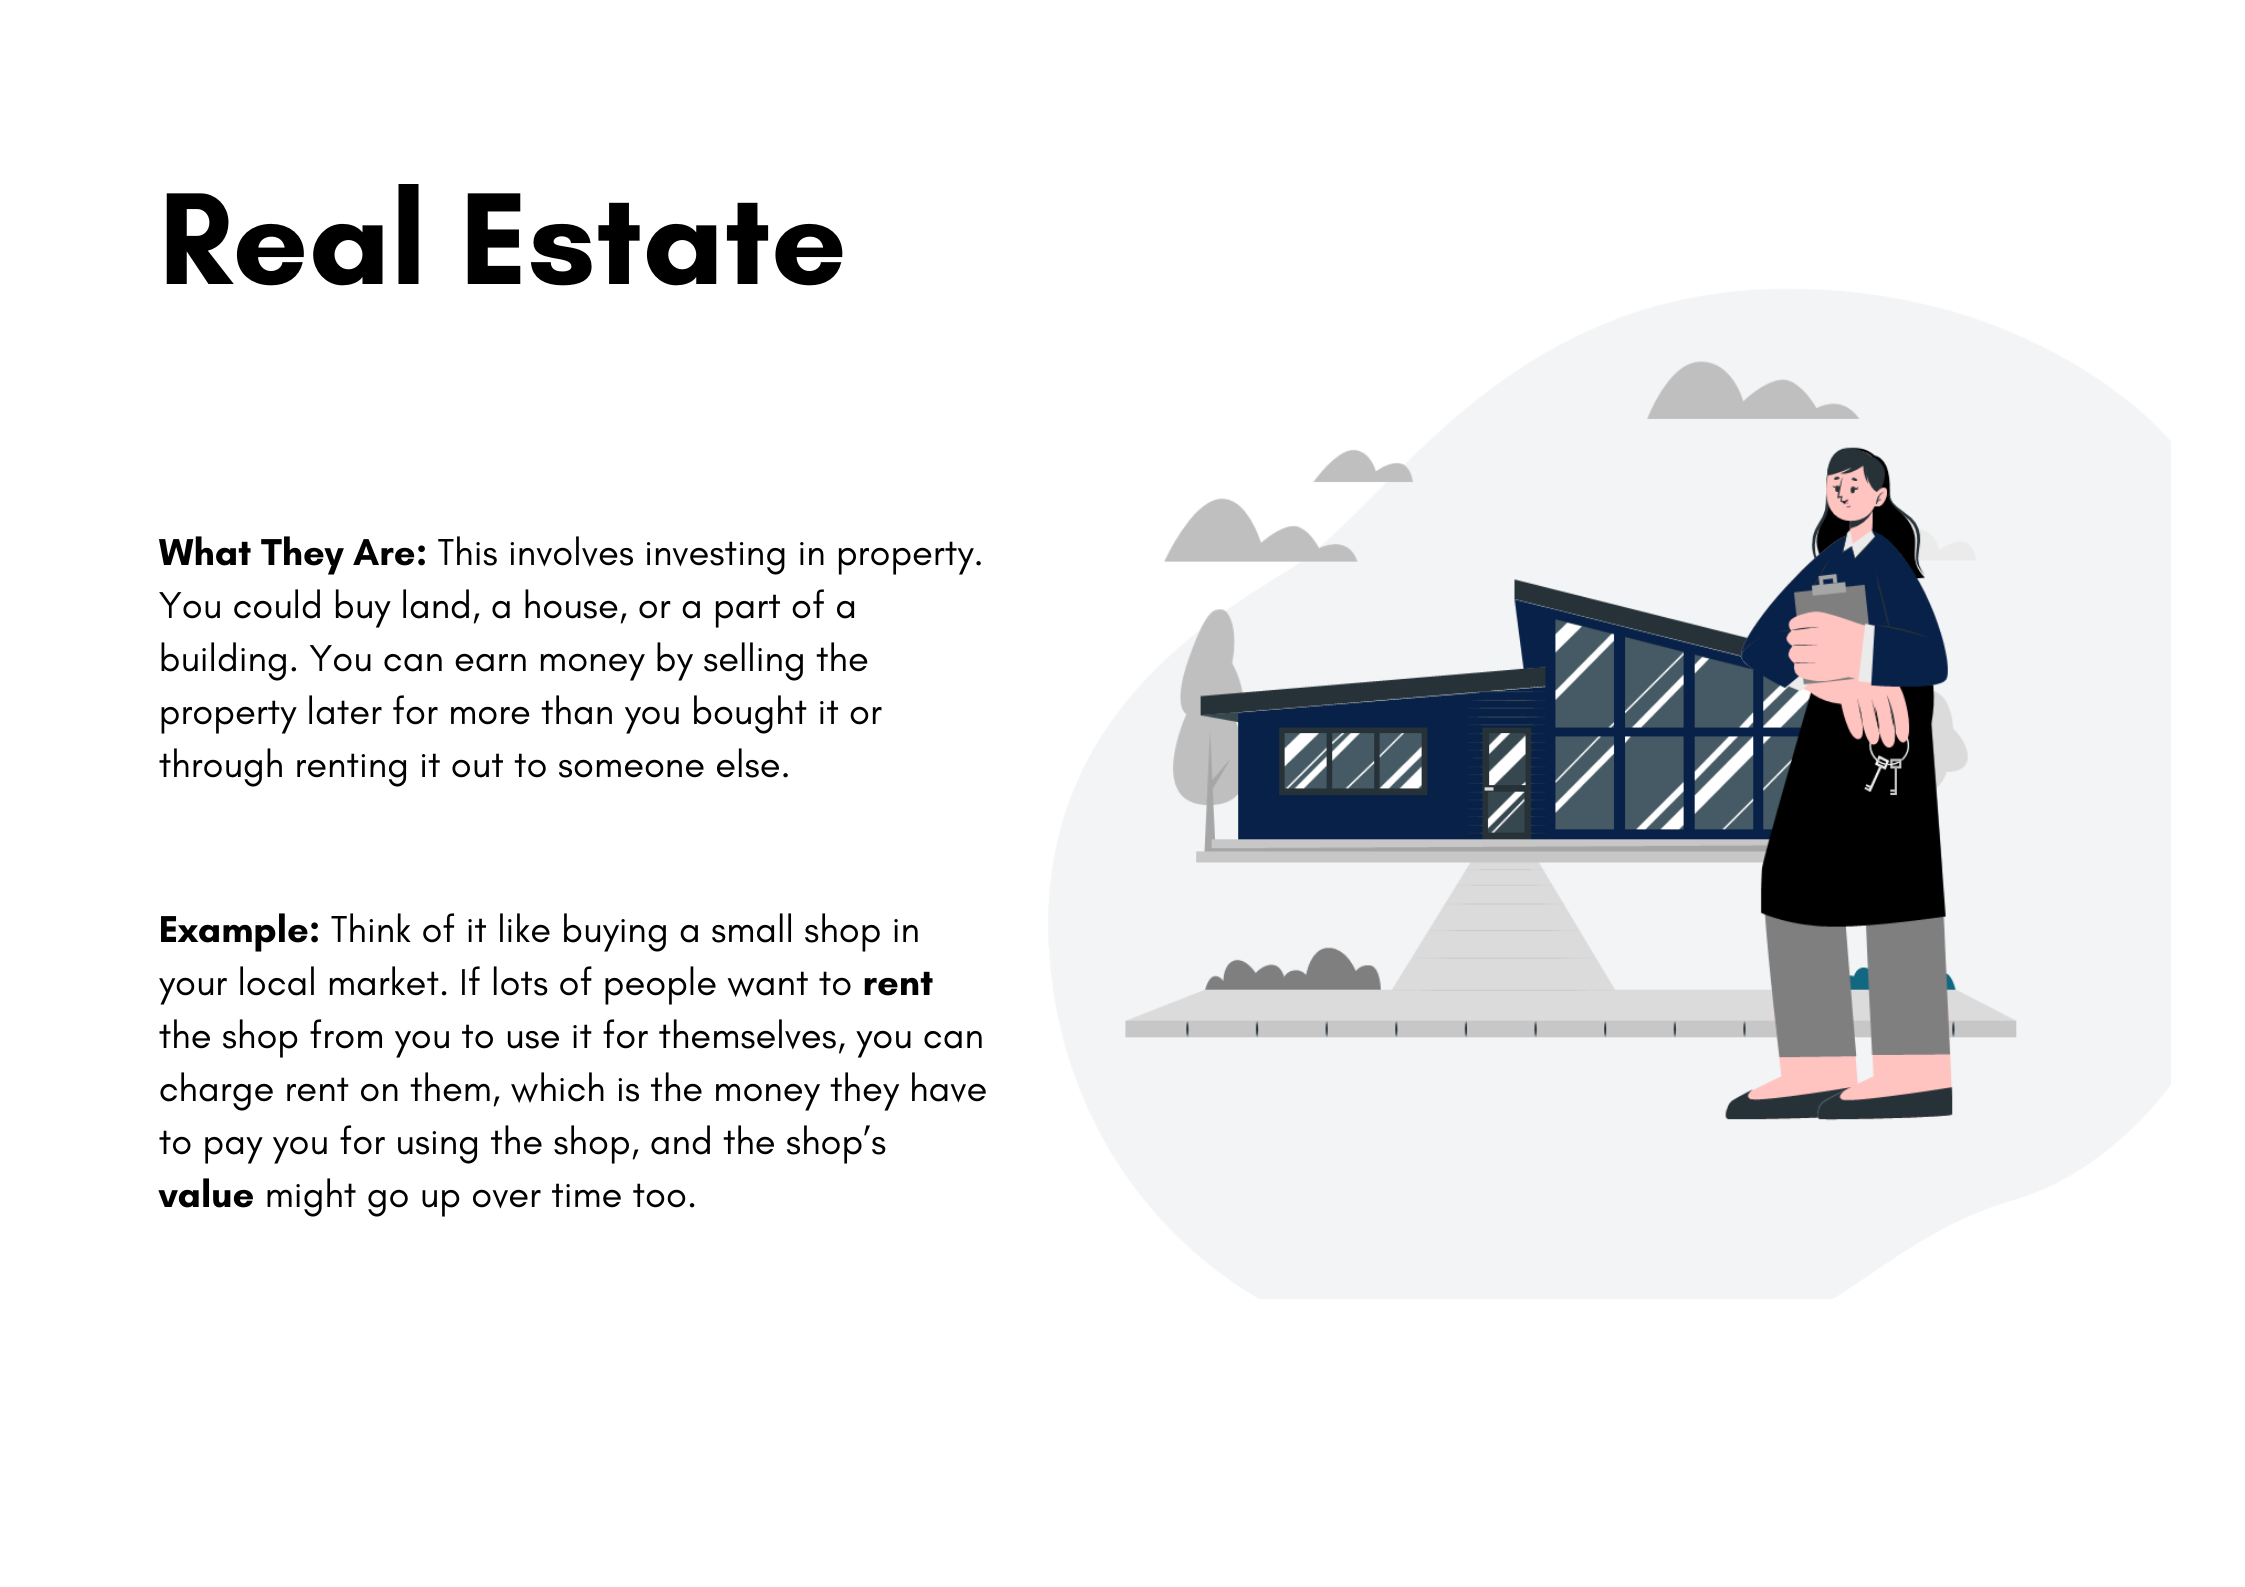 Real Estate
What They Are: This involves investing in property.
You could buy land, a house, or a part of a
building. You can earn money by selling the
property later for more than you bought it or
through renting it out to someone else.
Example: Think of it like buying a small shop in
your local market. If lots of people want to rent
the shop from you to use it for themselves, you can
charge rent on them, which is the money they have
to pay you for using the shop, and the shop’s
value might go up over time too.